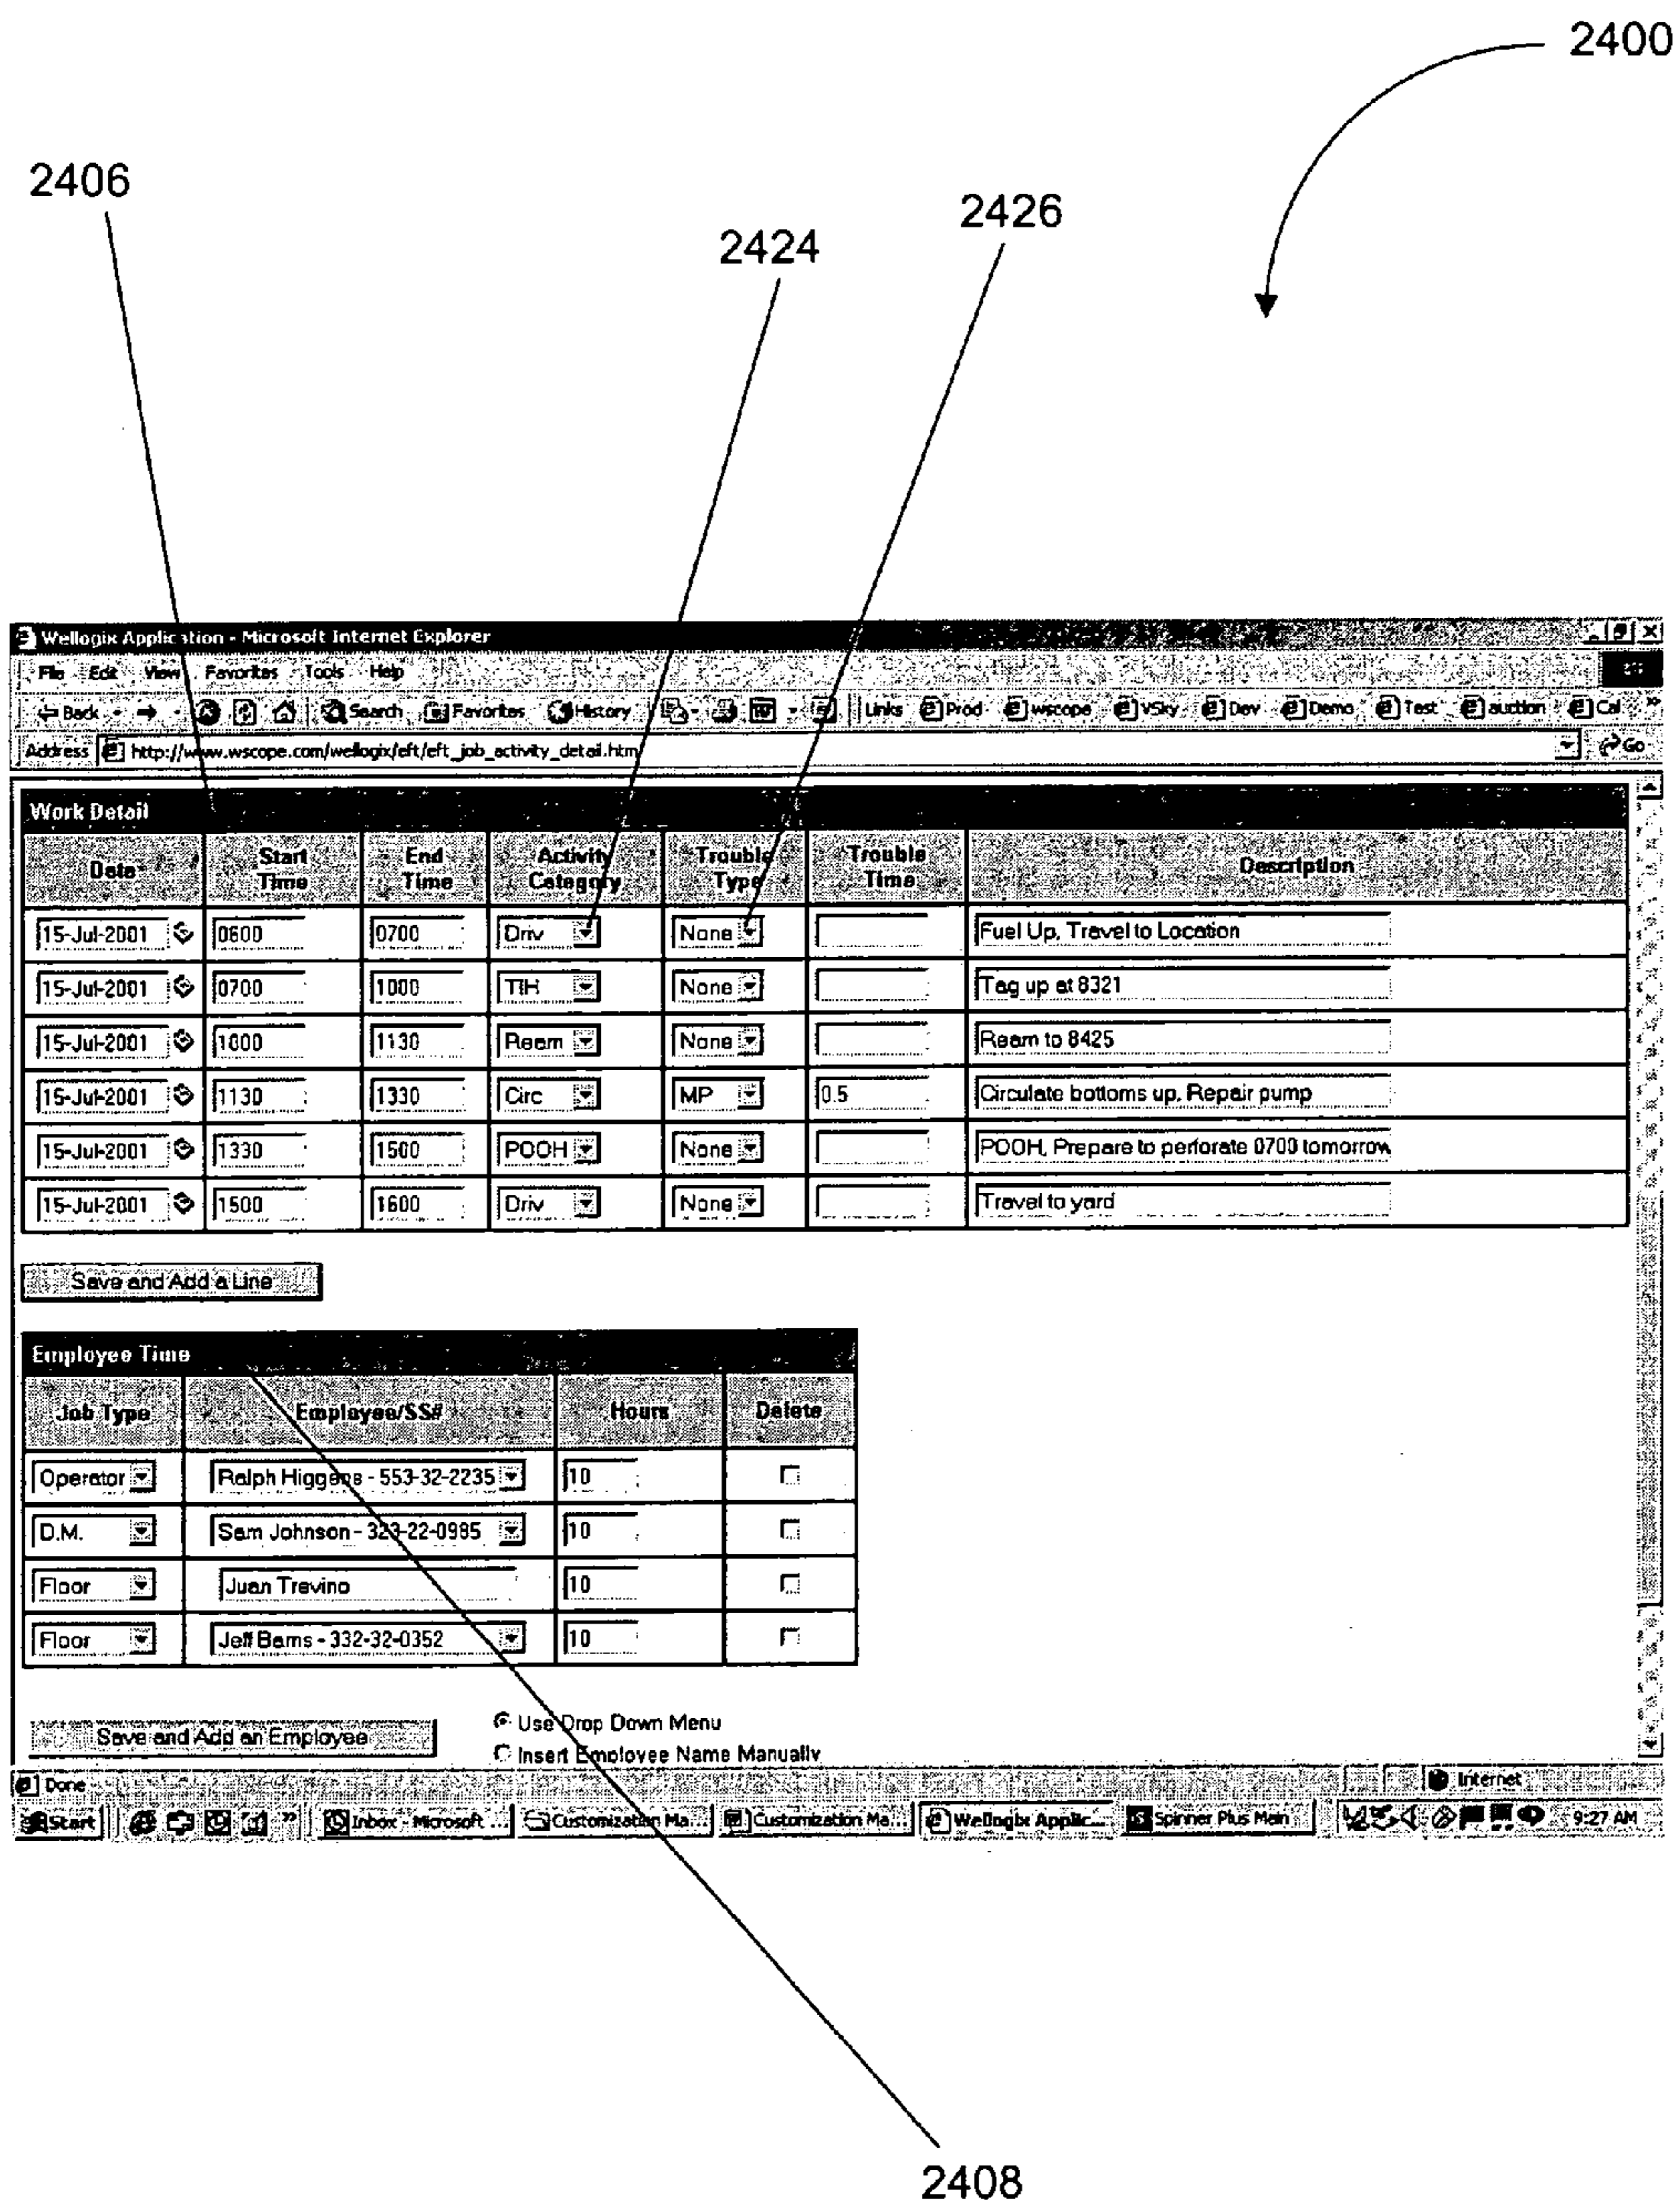 2400
2406
2424
2426
Wellogix Application - Microsoft Internet Explorer
File Edit View Favorites Tools Help
Back Search Favorites History Links Prod wscope VSky Dev Demo Test auction Cal
Address http://www.wscope.com/wellogix/eft/eft_job_activity_detail.htm Go
Work Detail
Date Start Time End Time Activity Category Trouble Type Trouble Time Description
15-Jul-2001 0600 0700 Driv None Fuel Up, Travel to Location
15-Jul-2001 0700 1000 TIH None Tag up at 8321
15-Jul-2001 1000 1130 Ream None Ream to 8425
15-Jul-2001 1130 1330 Circ MP 0.5 Circulate bottoms up, Repair pump
15-Jul-2001 1330 1500 POOH None POOH, Prepare to perforate 0700 tomorrow
15-Jul-2001 1500 1600 Driv None Travel to yard
Save and Add a Line
Employee Time
Job Type Employee/SS# Hours Delete
Operator Ralph Higgens - 553-32-2235 10
D.M. Sam Johnson - 323-22-0985 10
Floor Juan Trevino 10
Floor Jeff Barns - 332-32-0352 10
Save and Add an Employee
Use Drop Down Menu
Insert Employee Name Manually
Done Internet
Start Inbox - Microsoft ... Customization Ma... Customization Ma... Wellogix Applic... Spinner Plus Main 9:27 AM
2408